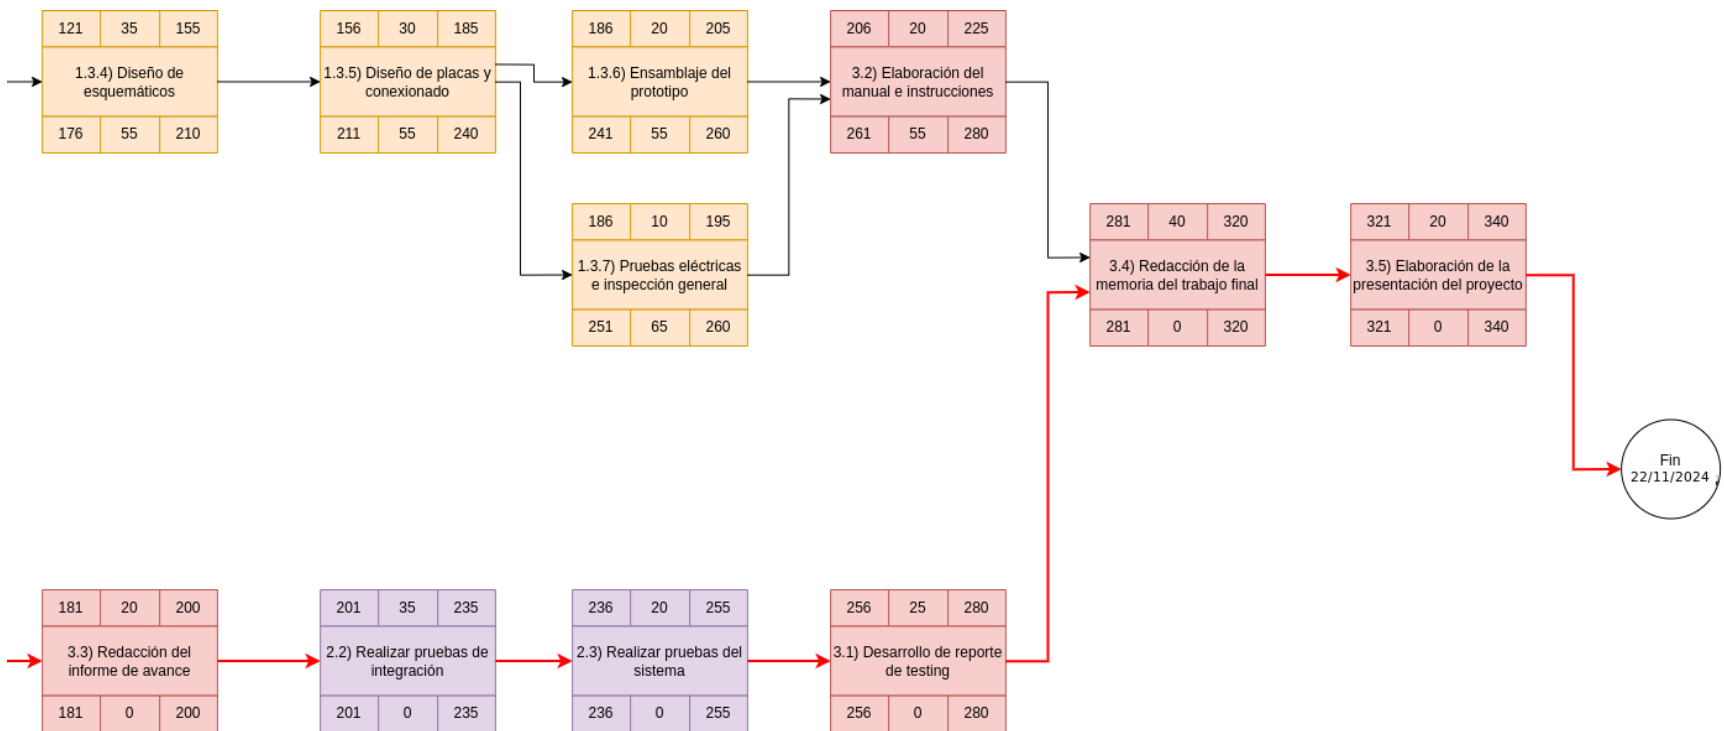 121 35 155
1.3.4) Diseño de
esquemáticos
176 55 210
156 30 185
1.3.5) Diseño de placas y
conexionado
211 55 240
186 20 205
1.3.6) Ensamblaje del
prototipo
241 55 260
206 20 225
3.2) Elaboración del
manual e instrucciones
261 55 280
186 10 195
1.3.7) Pruebas eléctricas
e inspección general
251 65 260
281 40 320
3.4) Redacción de la
memoria del trabajo final
281 0 320
321 20 340
3.5) Elaboración de la
presentación del proyecto
321 0 340
Fin
22/11/2024
181 20 200
3.3) Redacción del
informe de avance
181 0 200
201 35 235
2.2) Realizar pruebas de
integración
201 0 235
236 20 255
2.3) Realizar pruebas del
sistema
236 0 255
256 25 280
3.1) Desarrollo de reporte
de testing
256 0 280